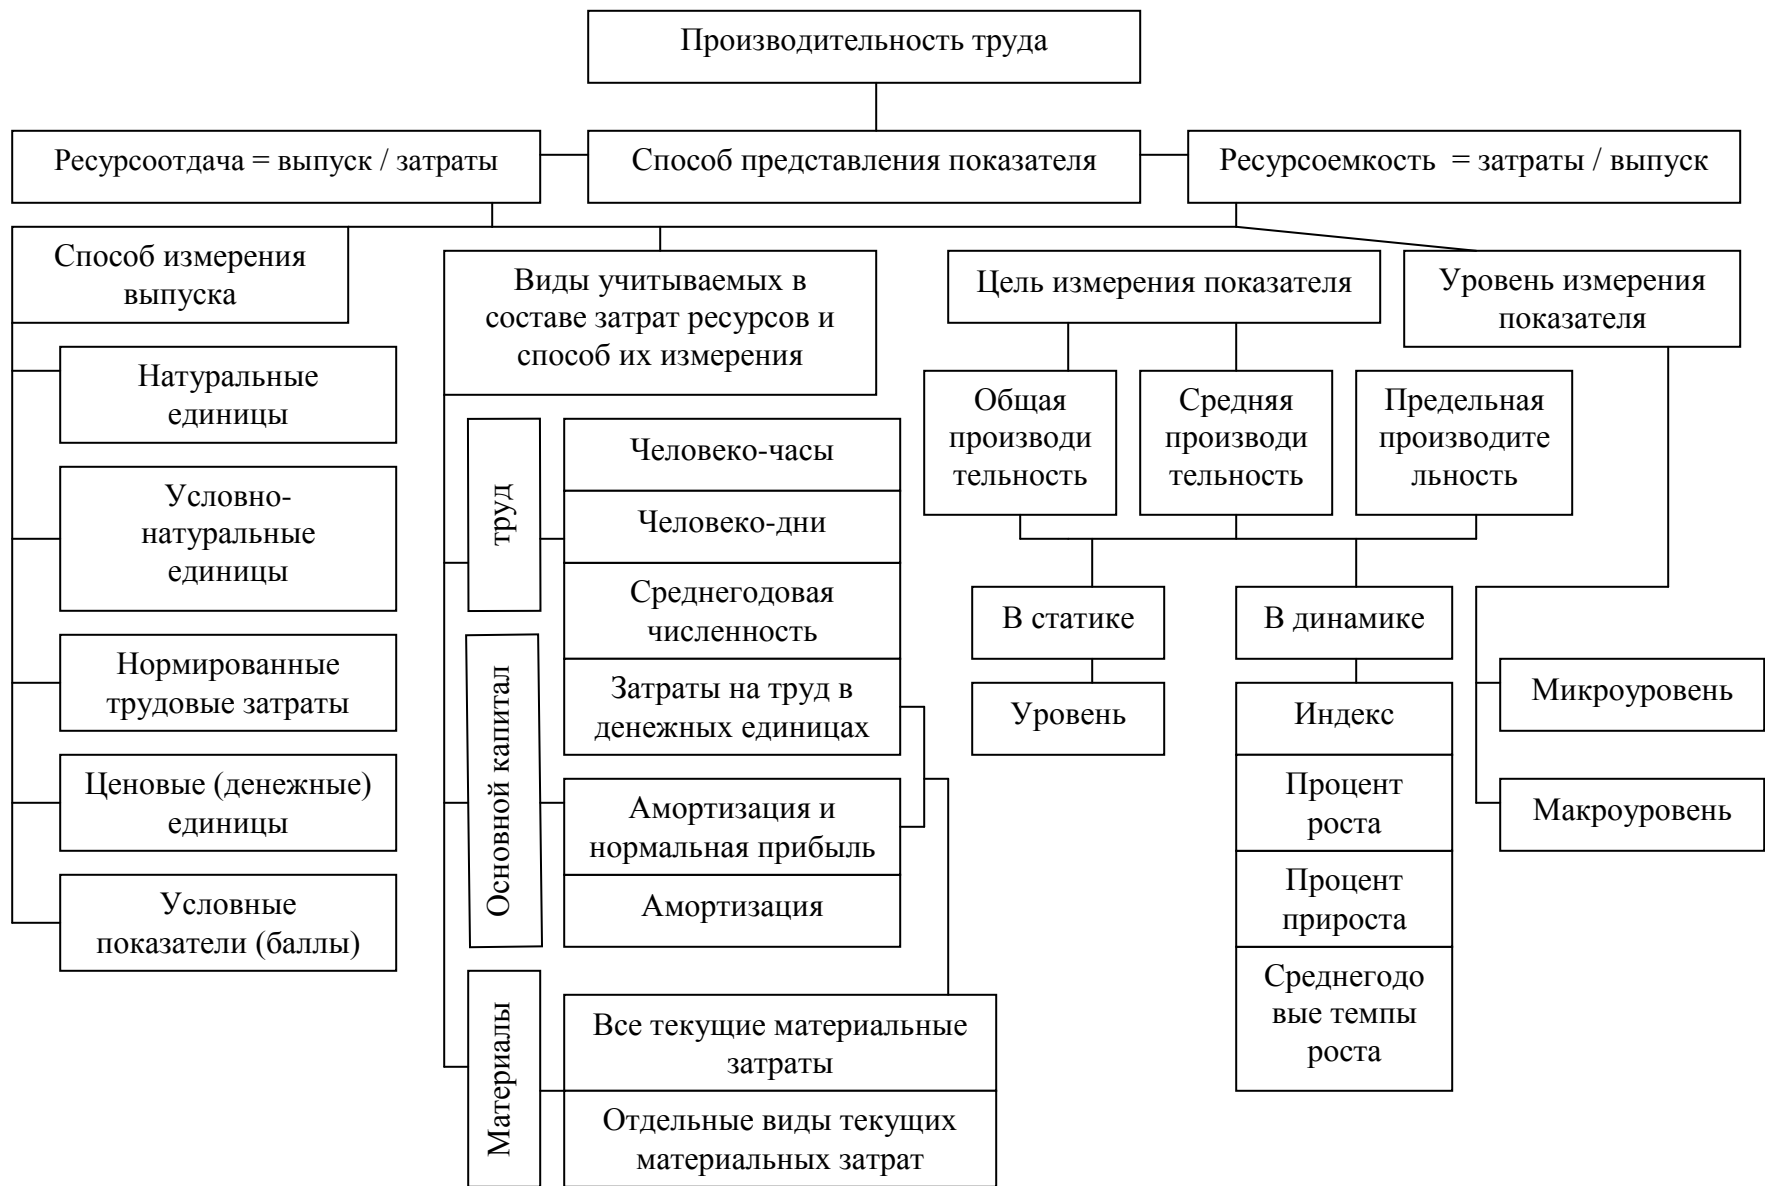 Производительность труда
Ресурсоотдача = выпуск / затраты
Способ представления показателя
Ресурсоемкость = затраты / выпуск
Способ измерения
выпуска
Натуральные
единицы
Условно-
натуральные
единицы
Нормированные
трудовые затраты
Ценовые (денежные)
единицы
Условные
показатели (баллы)
Виды учитываемых в
составе затрат ресурсов и
способ их измерения
труд
Человеко-часы
Человеко-дни
Среднегодовая
численность
Затраты на труд в
денежных единицах
Основной капитал
Амортизация и
нормальная прибыль
Амортизация
Материалы
Все текущие материальные
затраты
Отдельные виды текущих
материальных затрат
Цель измерения показателя
Общая
производи
тельность
Средняя
производи
тельность
Предельная
производите
льность
В статике
Уровень
В динамике
Индекс
Процент
роста
Процент
прироста
Среднегодо
вые темпы
роста
Уровень измерения
показателя
Микроуровень
Макроуровень